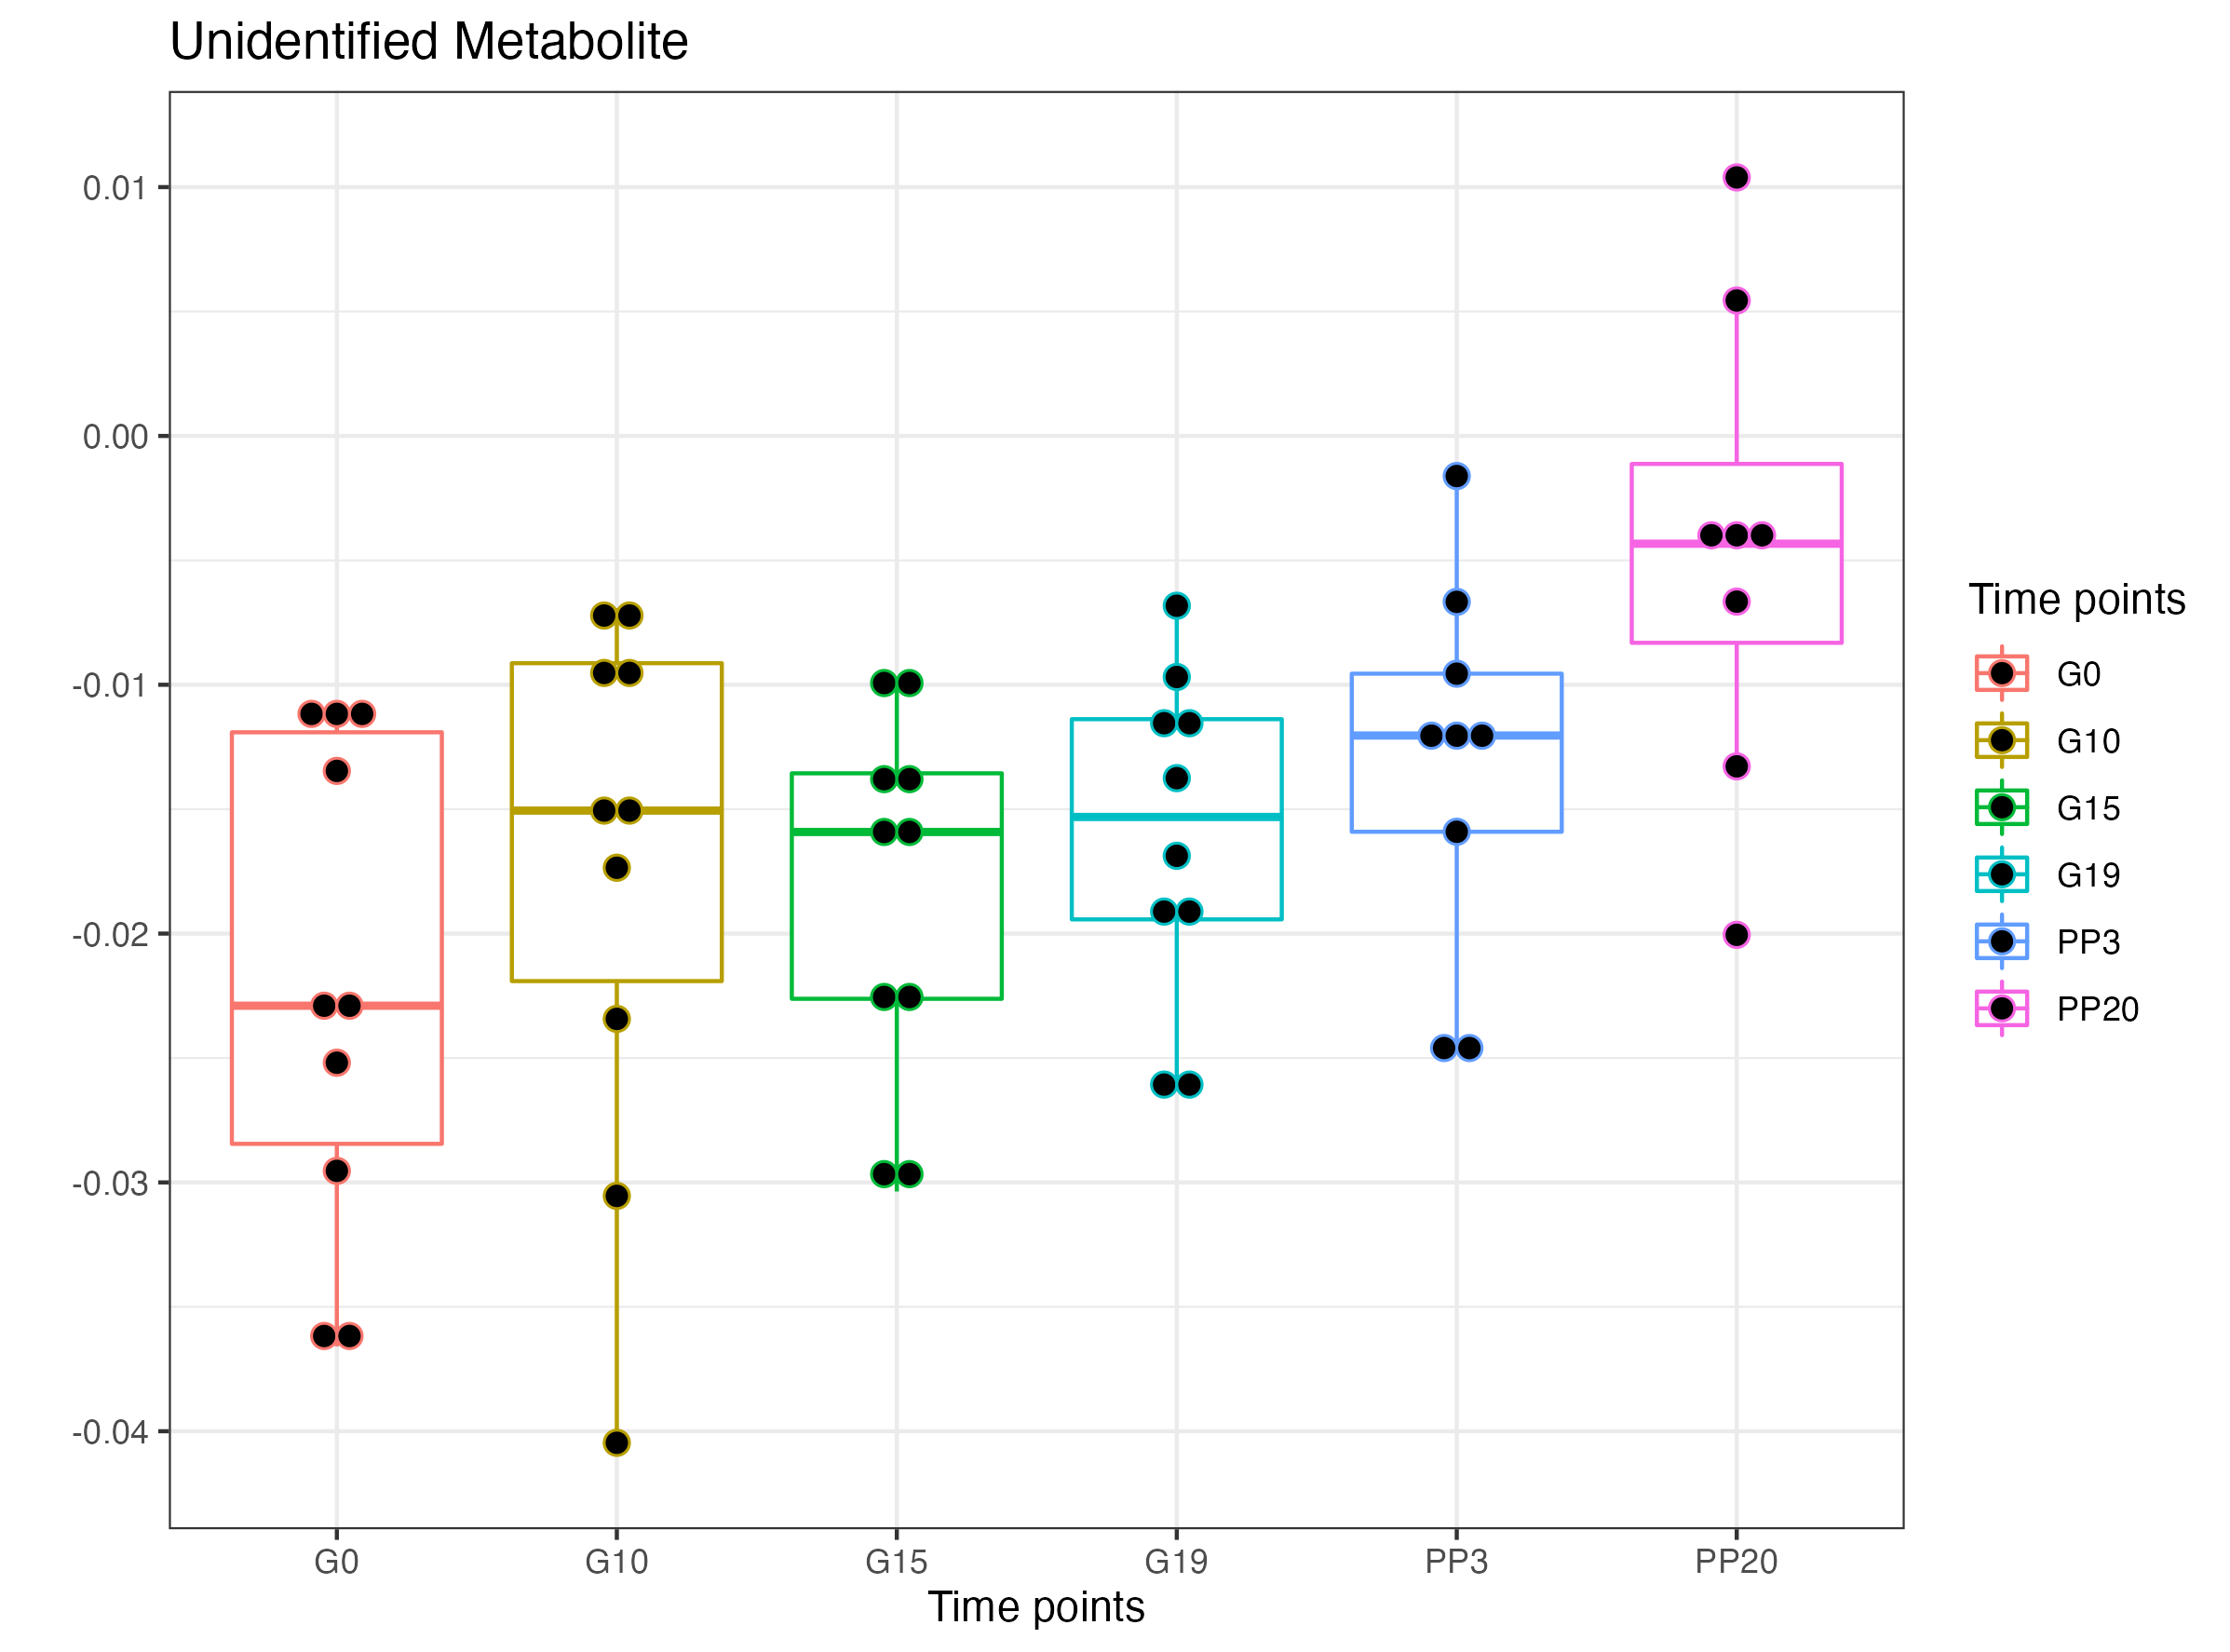 Unidentified Metabolite
0.01
0.00
-0.01
-0.02
-0.03
-0.04
G0 G10 G15 G19 PP3 PP20
Time points
Time points
G0
G10
G15
G19
PP3
PP20